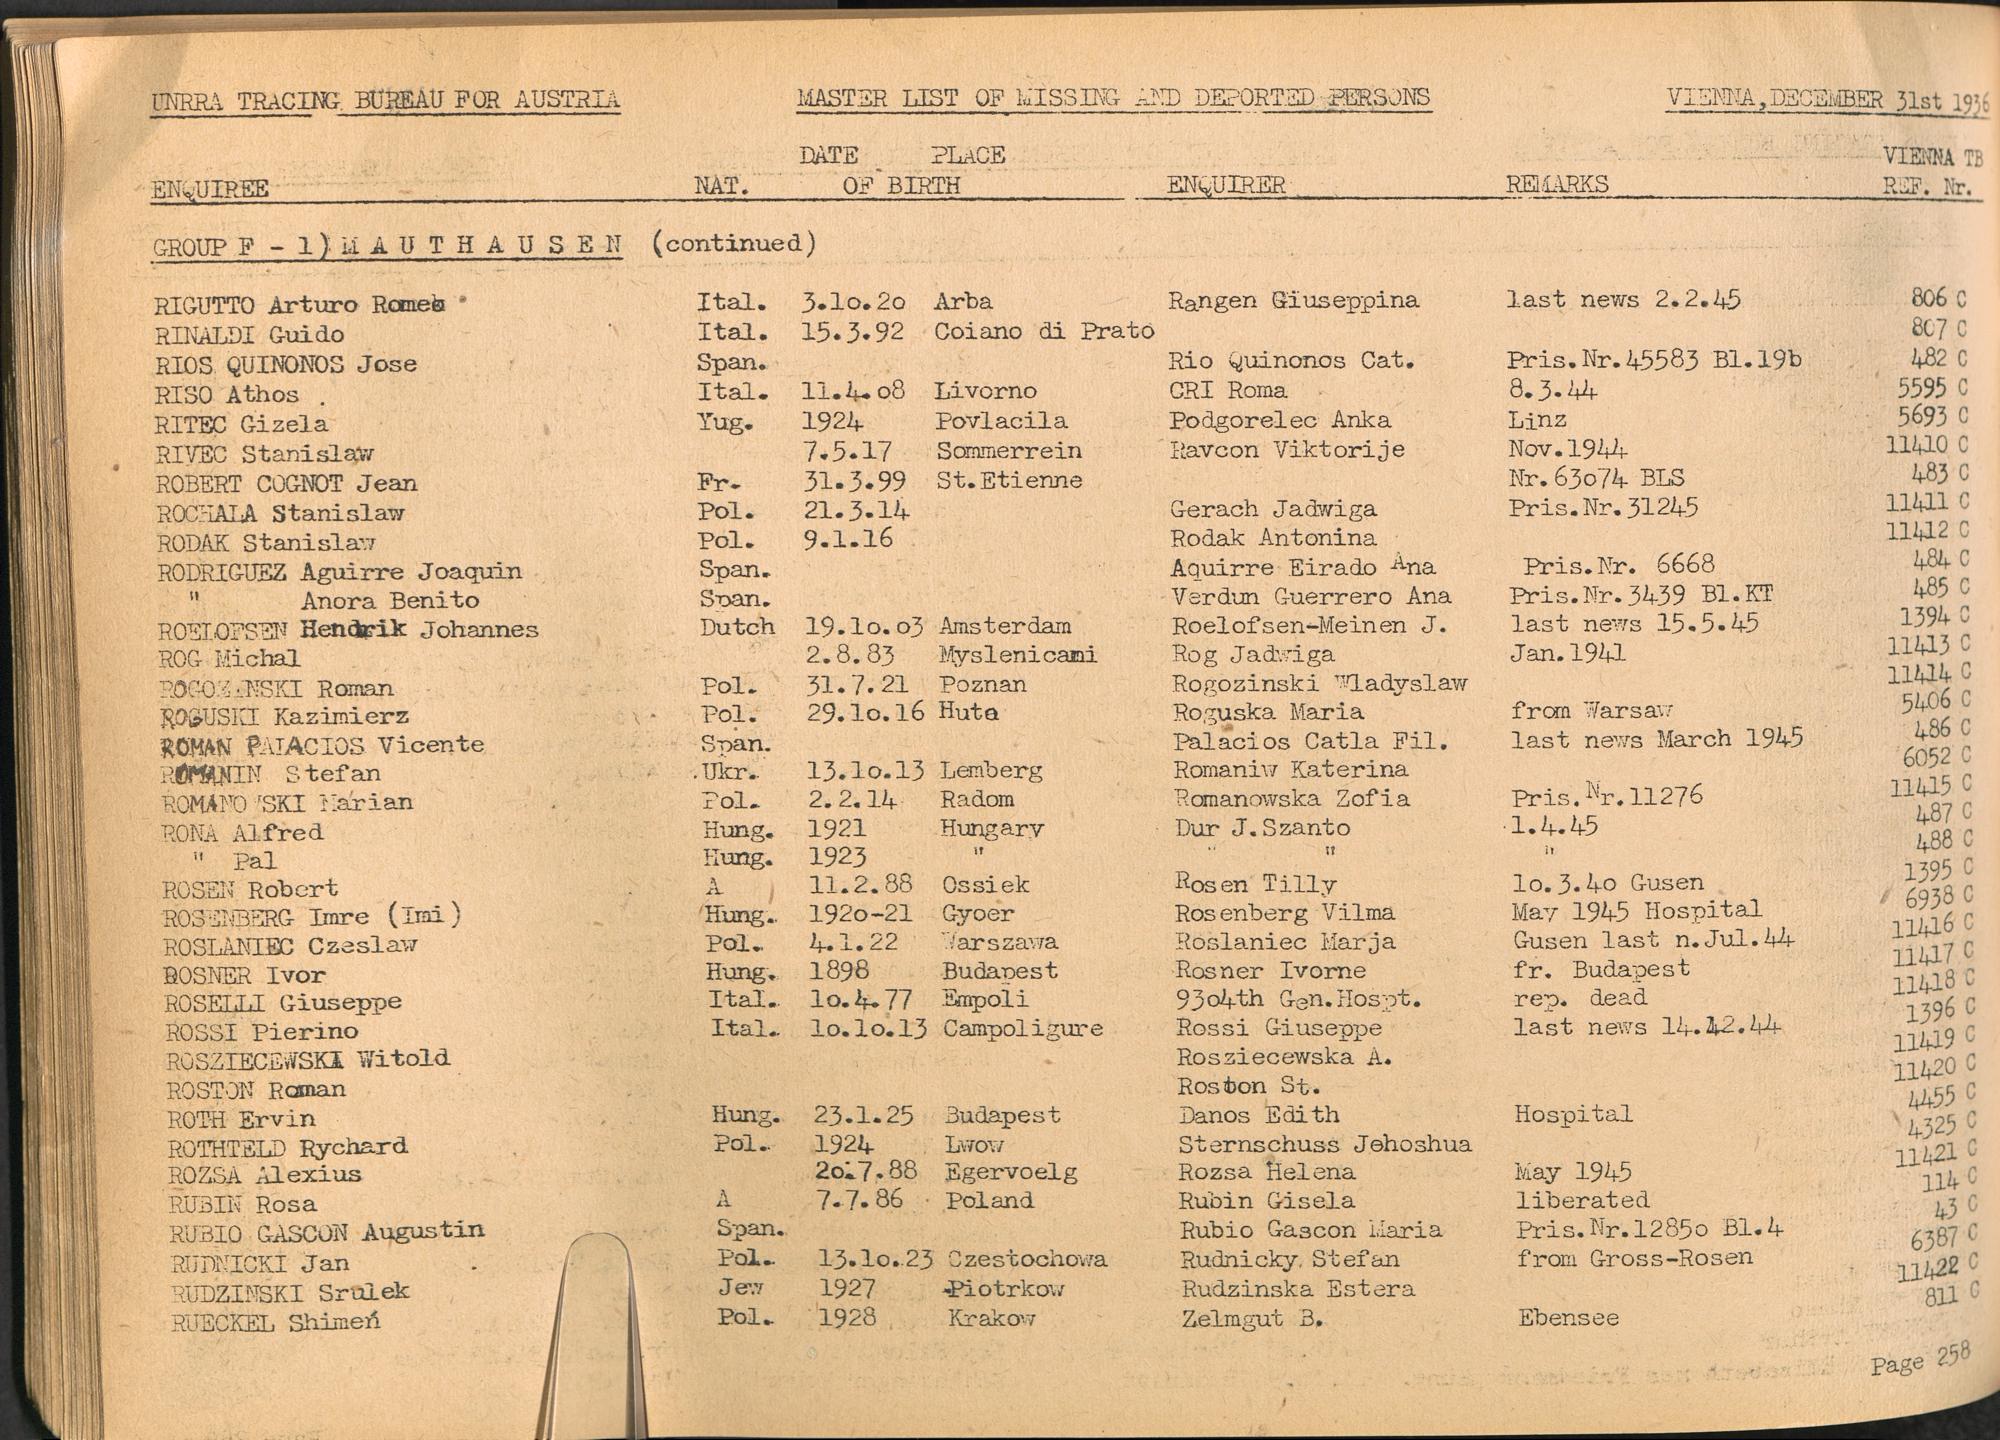 UNRRA TRACING BUREAU FOR AUSTRIA MASTER LIST OF MISSING AND DEPORTED PERSONS VIENNA, DECEMBER 31st 1936
DATE PLACE VIENNA TB
ENQUIREE NAT. OF BIRTH ENQUIRER REMARKS REF. Nr.
GROUP F - 1) M A U T H A U S E N (continued)
RIGUTTO Arturo Romeo Ital. 3.10.20 Arba Rangen Giuseppina last news 2.2.45 806 C
RINALDI Guido Ital. 15.3.92 Coiano di Prato 807 C
RIOS QUINONOS Jose Span. Rio Quinonos Cat. Pris.Nr.45583 Bl.19b 482 C
RISO Athos . Ital. 11.4.08 Livorno CRI Roma 8.3.44 5595 C
RITEC Gizela Yug. 1924 Povlacila Podgorelec Anka Linz 5693 C
RIVEC Stanislaw 7.5.17 Sommerrein Ravcon Viktorije Nov.1944 11410 C
ROBERT COGNOT Jean Fr. 31.3.99 St.Etienne Nr.63074 BLS 483 C
ROCHALA Stanislaw Pol. 21.3.14 Gerach Jadwiga Pris.Nr.31245 11411 C
RODAK Stanislaw Pol. 9.1.16 Rodak Antonina 11412 C
RODRIGUEZ Aguirre Joaquin Span. Aquirre Eirado Ana Pris.Nr. 6668 484 C
" Anora Benito Span. Verdun Guerrero Ana Pris.Nr.3439 Bl.KT 485 C
ROELOFSEN Hendrik Johannes Dutch 19.10.03 Amsterdam Roelofsen-Meinen J. last news 15.5.45 1394 C
ROG Michal 2.8.83 Myslenicami Rog Jadwiga Jan.1941 11413 C
ROGOZINSKI Roman Pol. 31.7.21 Poznan Rogozinski Wladyslaw 11414 C
ROGUSKI Kazimierz Pol. 29.10.16 Huta Roguska Maria from Warsaw 5406 C
ROMAN PALACIOS Vicente Span. Palacios Catla Fil. last news March 1945 486 C
ROMANIN Stefan Ukr. 13.10.13 Lemberg Romaniw Katerina 6052 C
ROMANOWSKI Marian Pol. 2.2.14 Radom Romanowska Zofia Pris.Nr.11276 11415 C
RONA Alfred Hung. 1921 Hungary Dur J.Szanto 1.4.45 487 C
" Pal Hung. 1923 " " " " 488 C
ROSEN Robert A 11.2.88 Ossiek Rosen Tilly 10.3.40 Gusen 1395 C
ROSENBERG Imre (Imi) Hung. 1920-21 Gyoer Rosenberg Vilma May 1945 Hospital 6938 C
ROSLANIEC Czeslaw Pol. 4.1.22 Warszawa Roslaniec Marja Gusen last n.Jul.44 11416 C
ROSNER Ivor Hung. 1898 Budapest Rosner Ivorne fr. Budapest 11417 C
ROSELLI Giuseppe Ital. 10.4.77 Empoli 9304th Gen.Hospt. rep. dead 11418 C
ROSSI Pierino Ital. 10.10.13 Campoligure Rossi Giuseppe last news 14.12.44 1396 C
ROSZIECEWSKI Witold Rosziecewska A. 11419 C
ROSTON Roman Roston St. 11420 C
ROTH Ervin Hung. 23.1.25 Budapest Danos Edith Hospital 4455 C
ROTHTELD Rychard Pol. 1924 Lwow Sternschuss Jehoshua 4325 C
ROZSA Alexius 20.7.88 Egervoelg Rozsa Helena May 1945 11421 C
RUBIN Rosa A 7.7.86 Poland Rubin Gisela liberated 114 C
RUBIO GASCON Augustin Span. Rubio Gascon Maria Pris.Nr.12850 Bl.4 43 C
RUDNICKI Jan Pol. 13.10.23 Czestochowa Rudnicky Stefan from Gross-Rosen 6387 C
RUDZINSKI Srulek Jew 1927 Piotrkow Rudzinska Estera 11422 C
RUECKEL Shimeń Pol. 1928 Krakow Zelmgut B. Ebensee 811 C
Page 258